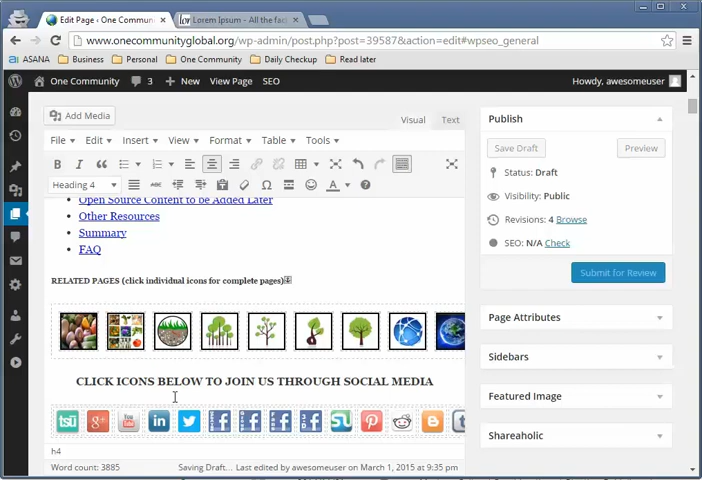 Edit Page ‹ One Commun
Lorem Ipsum - All the fac
www.onecommunityglobal.org/wp-admin/post.php?post=39587&action=edit#wpseo_general
ASANA Business Personal One Community Daily Checkup Read later
One Community 3 New View Page SEO Howdy, awesomeuser
Add Media Visual Text
File Edit Insert View Format Table Tools
Heading 4
Open Source Content to be Added Later
Other Resources
Summary
FAQ
RELATED PAGES (click individual icons for complete pages)
CLICK ICONS BELOW TO JOIN US THROUGH SOCIAL MEDIA
h4
Word count: 3885 Saving Draft... Last edited by awesomeuser on March 1, 2015 at 9:35 pm
Publish
Save Draft Preview
Status: Draft
Visibility: Public
Revisions: 4 Browse
SEO: N/A Check
Submit for Review
Page Attributes
Sidebars
Featured Image
Shareaholic